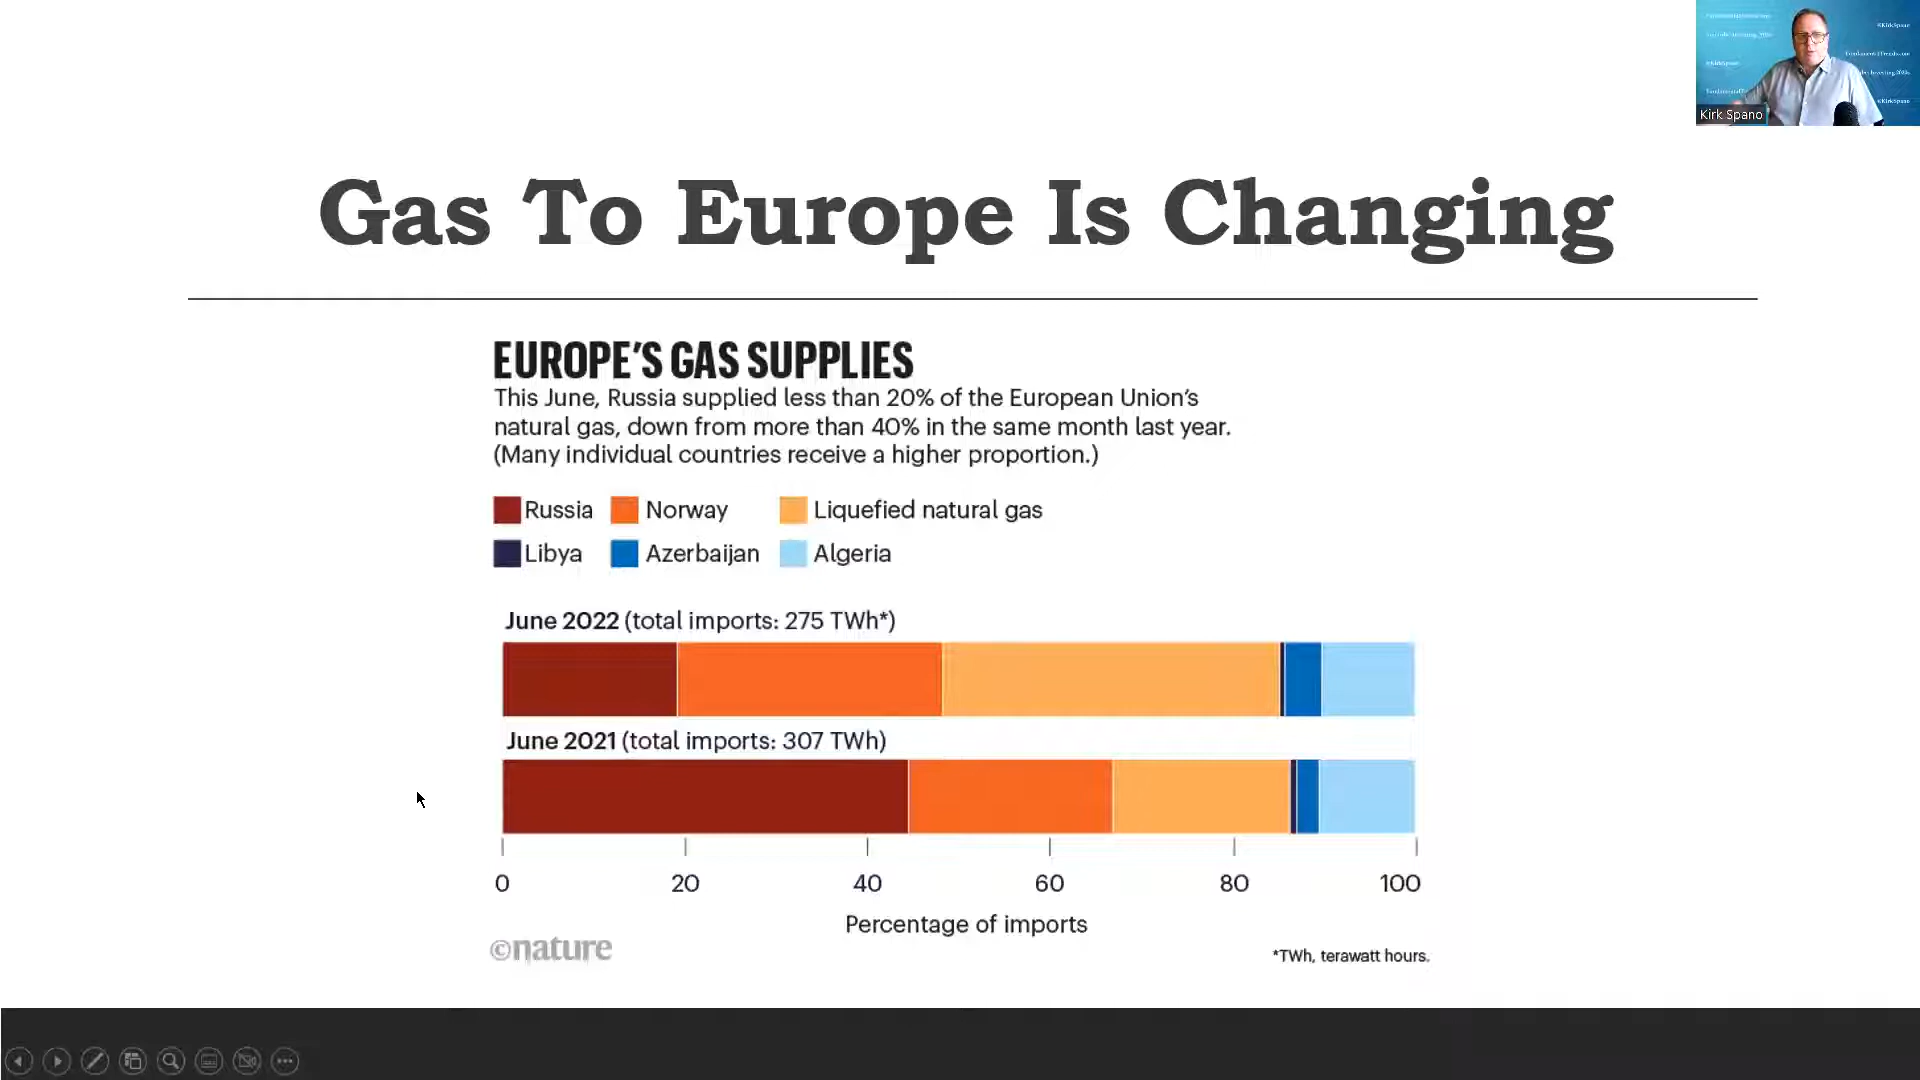 Kirk Spano
Gas To Europe Is Changing
EUROPE'S GAS SUPPLIES
This June, Russia supplied less than 20% of the European Union's
natural gas, down from more than 40% in the same month last year.
(Many individual countries receive a higher proportion.)
Russia Norway Liquefied natural gas
Libya Azerbaijan Algeria
June 2022 (total imports: 275 TWh*)
June 2021 (total imports: 307 TWh)
0 20 40 60 80 100
Percentage of imports
©nature
*TWh, terawatt hours.